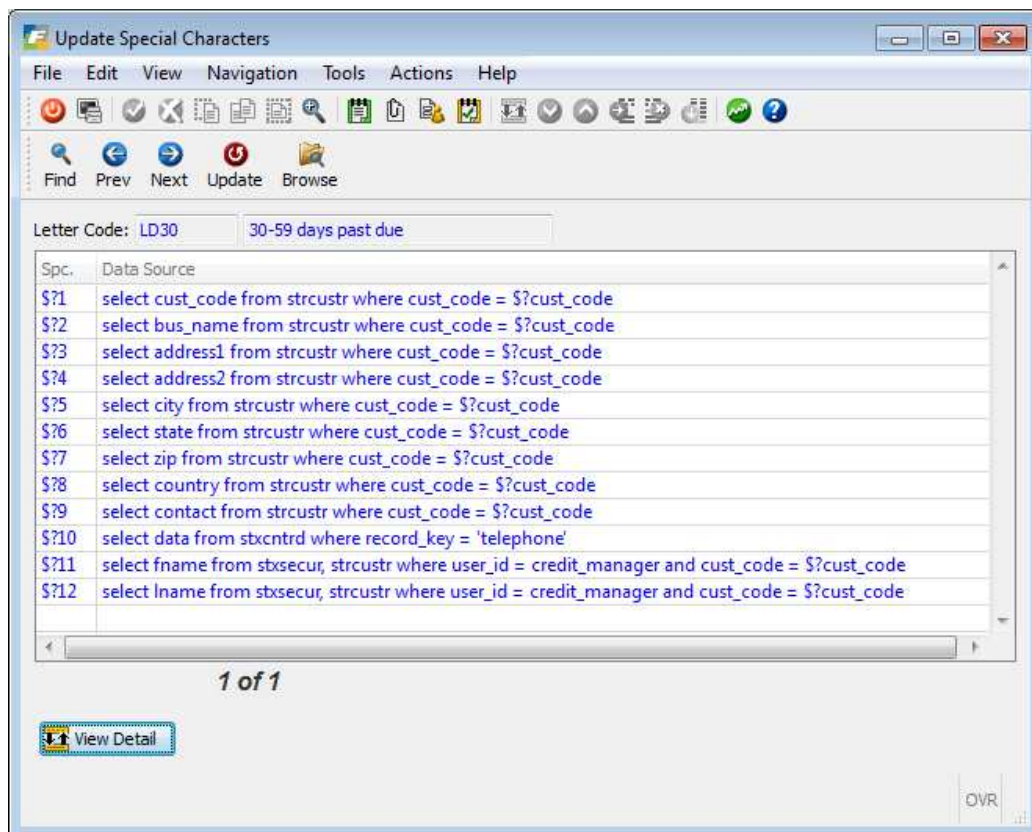 Update Special Characters
File Edit View Navigation Tools Actions Help
Find Prev Next Update Browse
Letter Code: LD30 30-59 days past due
Spc. Data Source
$?1 select cust_code from strcustr where cust_code = $?cust_code
$?2 select bus_name from strcustr where cust_code = $?cust_code
$?3 select address1 from strcustr where cust_code = $?cust_code
$?4 select address2 from strcustr where cust_code = $?cust_code
$?5 select city from strcustr where cust_code = $?cust_code
$?6 select state from strcustr where cust_code = $?cust_code
$?7 select zip from strcustr where cust_code = $?cust_code
$?8 select country from strcustr where cust_code = $?cust_code
$?9 select contact from strcustr where cust_code = $?cust_code
$?10 select data from stxcntrd where record_key = 'telephone'
$?11 select fname from stxsecur, strcustr where user_id = credit_manager and cust_code = $?cust_code
$?12 select lname from stxsecur, strcustr where user_id = credit_manager and cust_code = $?cust_code
1 of 1
View Detail
OVR